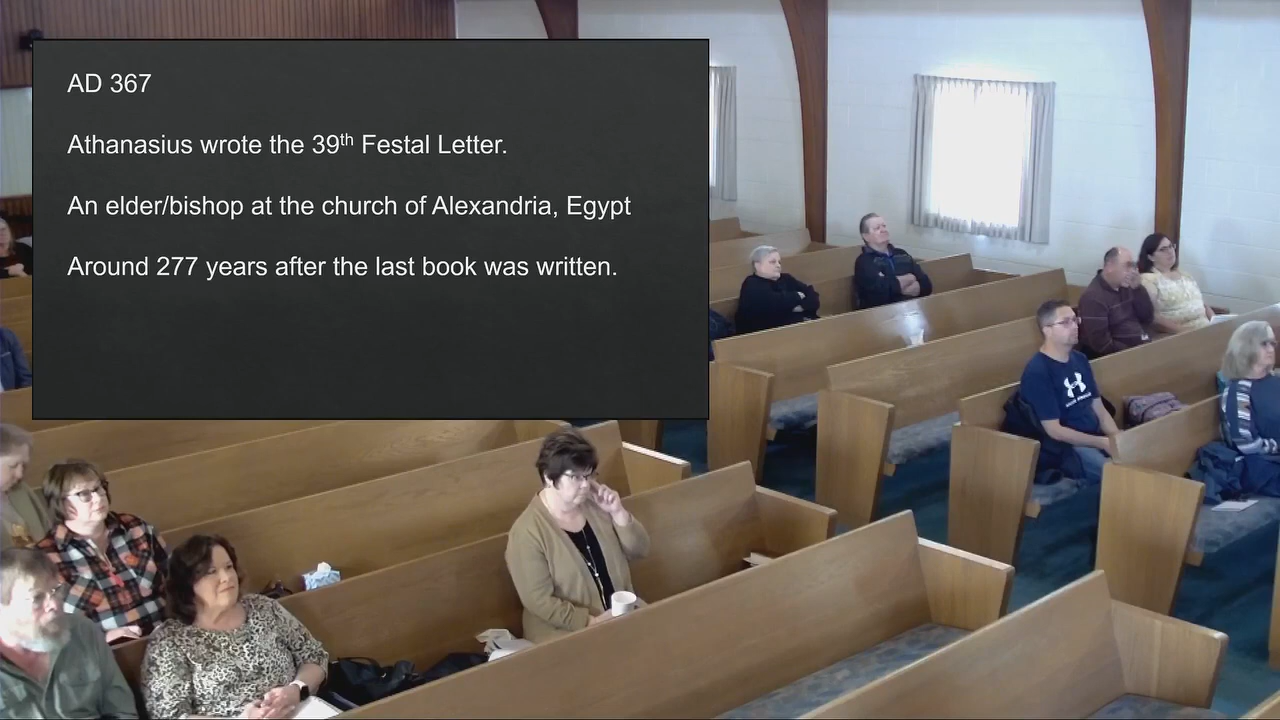 AD 367
Athanasius wrote the 39th Festal Letter.
An elder/bishop at the church of Alexandria, Egypt
Around 277 years after the last book was written.